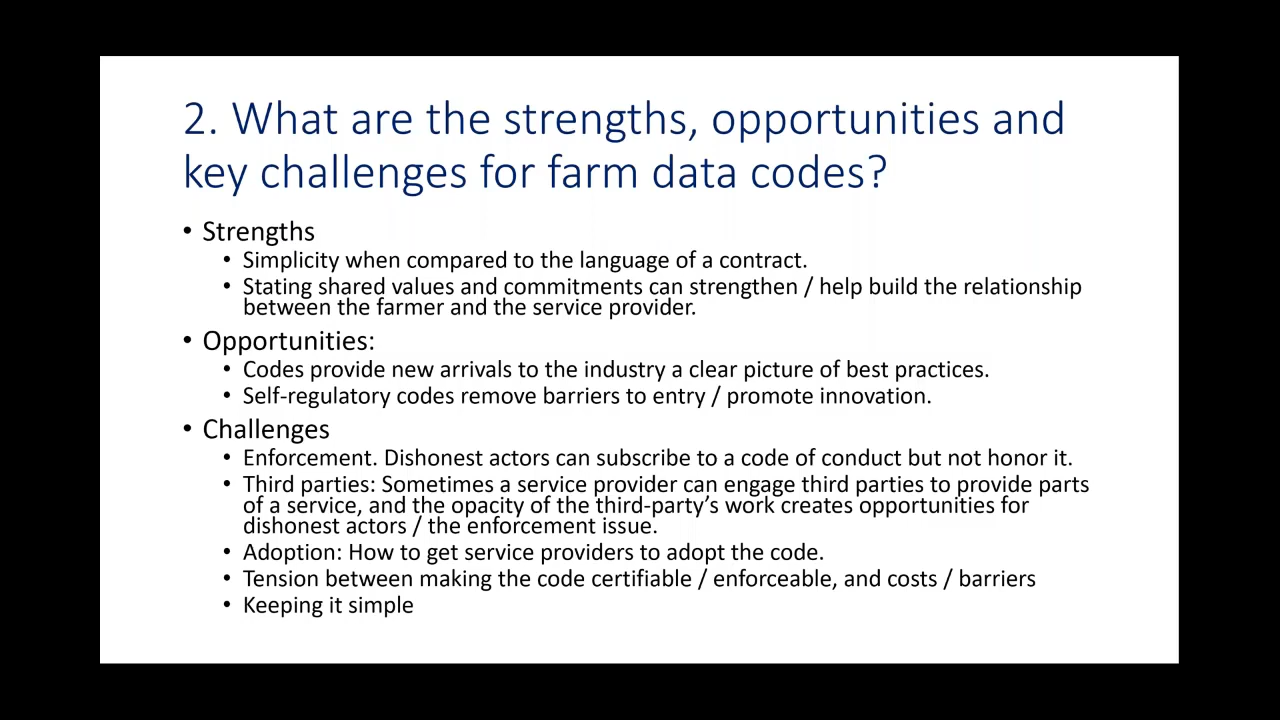 2. What are the strengths, opportunities and
key challenges for farm data codes?
• Strengths
• Simplicity when compared to the language of a contract.
• Stating shared values and commitments can strengthen / help build the relationship
between the farmer and the service provider.
• Opportunities:
• Codes provide new arrivals to the industry a clear picture of best practices.
• Self-regulatory codes remove barriers to entry / promote innovation.
• Challenges
• Enforcement. Dishonest actors can subscribe to a code of conduct but not honor it.
• Third parties: Sometimes a service provider can engage third parties to provide parts
of a service, and the opacity of the third-party’s work creates opportunities for
dishonest actors / the enforcement issue.
• Adoption: How to get service providers to adopt the code.
• Tension between making the code certifiable / enforceable, and costs / barriers
• Keeping it simple